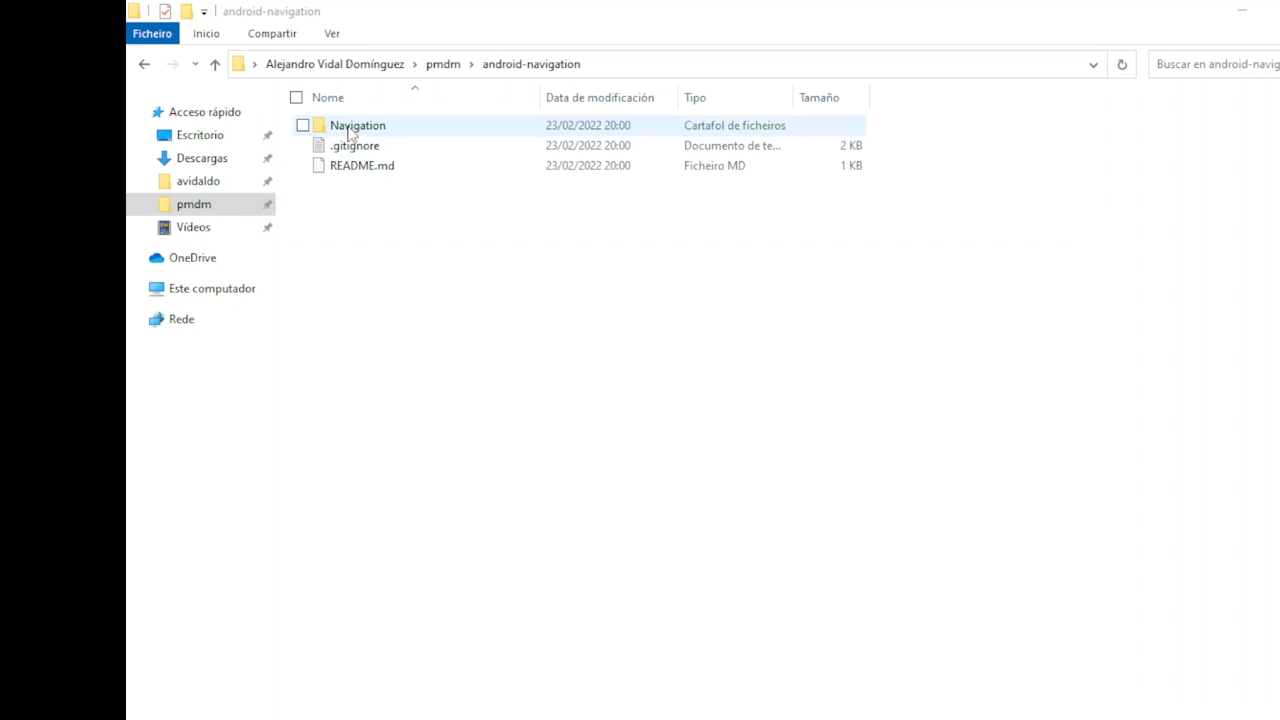 android-navigation
Ficheiro Inicio Compartir Ver
Alejandro Vidal Domínguez > pmdm > android-navigation
Buscar en android-navig
Nome Data de modificación Tipo Tamaño
Navigation 23/02/2022 20:00 Cartafol de ficheiros
.gitignore 23/02/2022 20:00 Documento de te... 2 KB
README.md 23/02/2022 20:00 Ficheiro MD 1 KB
Acceso rápido
Escritorio
Descargas
avidaldo
pmdm
Vídeos
OneDrive
Este computador
Rede